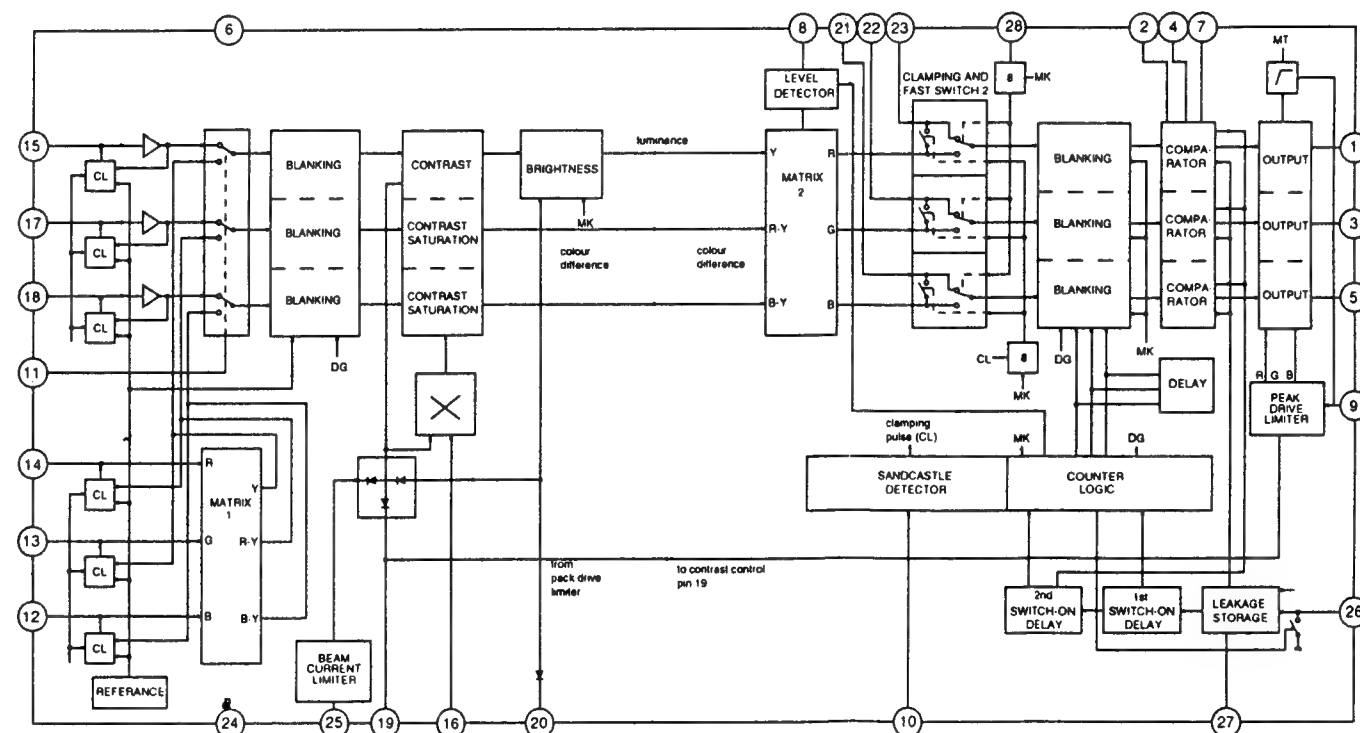 6
8
21
22
23
28
2
4
7
MT
LEVEL
DETECTOR
CLAMPING AND
FAST SWITCH 2
8
MK
15
CL
BLANKING
CONTRAST
BRIGHTNESS
luminance
Y
R
MATRIX
2
BLANKING
COMPA-
RATOR
OUTPUT
1
17
CL
BLANKING
CONTRAST
SATURATION
MK
colour
difference
colour
difference
R-Y
G
BLANKING
COMPA-
RATOR
OUTPUT
3
18
CL
BLANKING
CONTRAST
SATURATION
B-Y
B
BLANKING
COMPA-
RATOR
OUTPUT
5
11
DG
CL
8
MK
DG
MK
DELAY
R G B
PEAK
DRIVE
LIMITER
9
clamping
pulse (CL)
MK
DG
14
CL
R
Y
MATRIX
1
SANDCASTLE
DETECTOR
COUNTER
LOGIC
13
CL
G
R-Y
from
pack drive
limiter
to contrast control
pin 19
12
CL
B
B-Y
2nd
SWITCH-ON
DELAY
1st
SWITCH-ON
DELAY
LEAKAGE
STORAGE
26
REFERANCE
BEAM
CURRENT
LIMITER
24
25
19
16
20
10
27